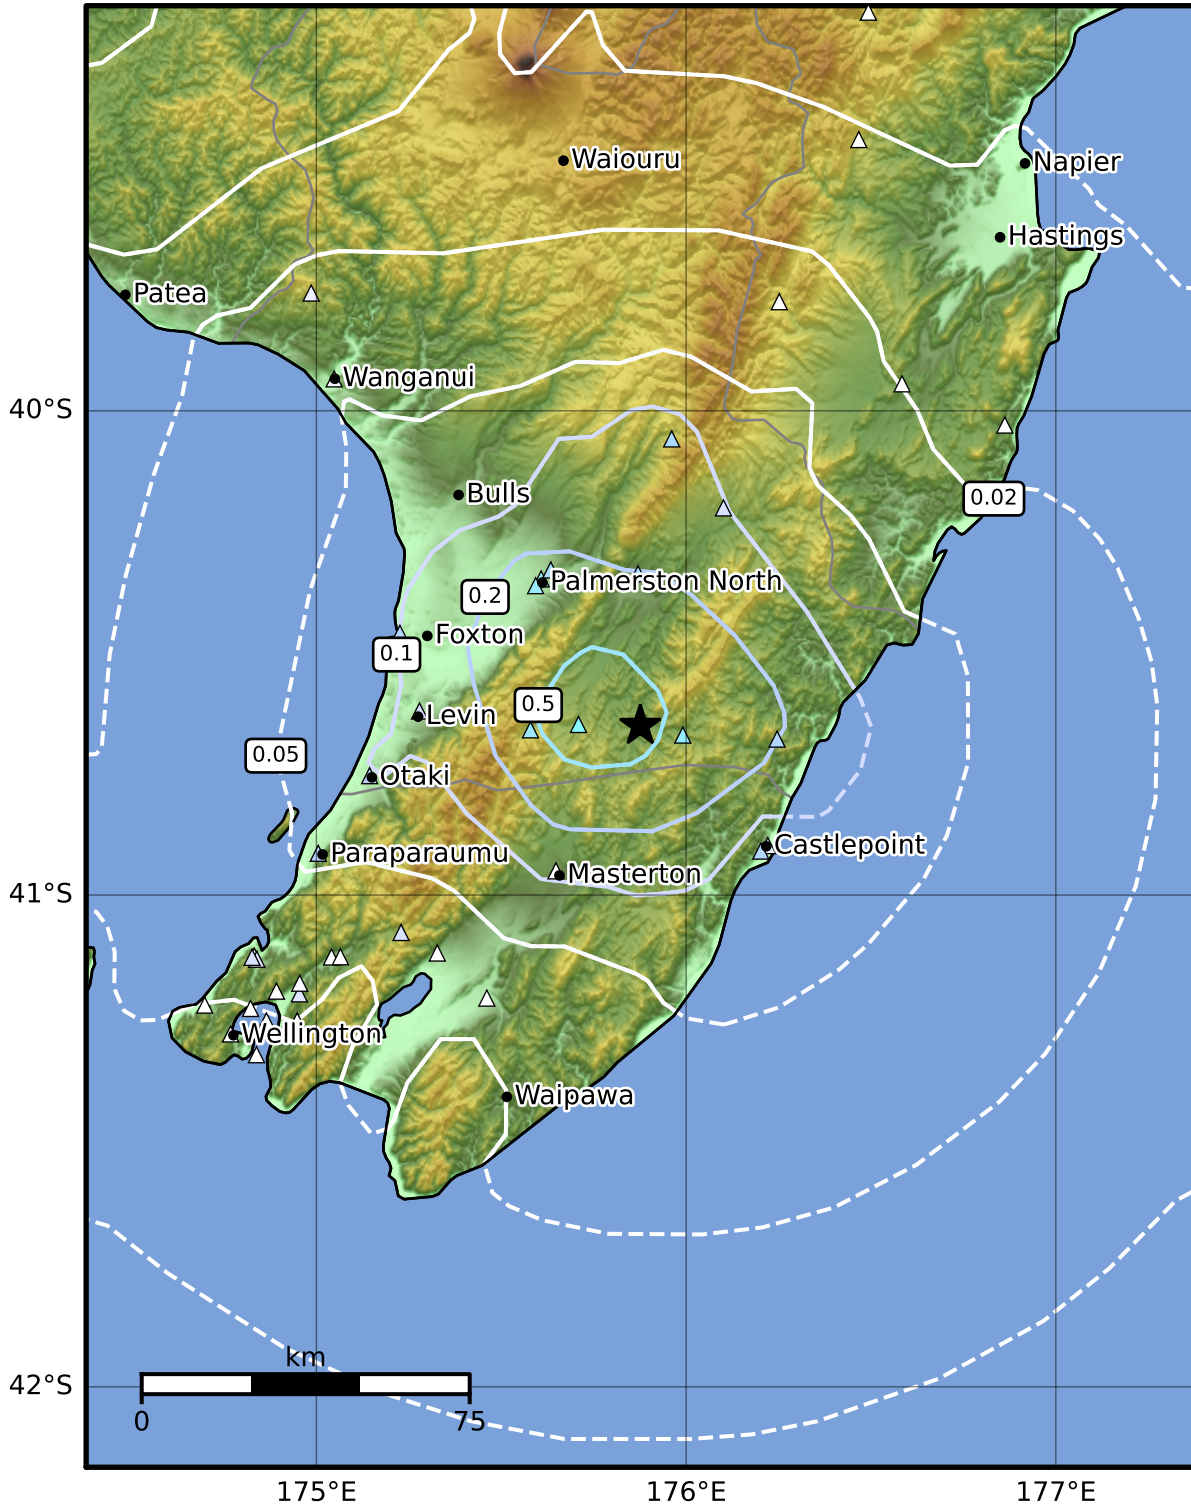 Waiouru
Napier
Hastings
Patea
Wanganui
40°S
Bulls
0.02
Palmerston North
0.2
Foxton
0.1
0.5
Levin
0.05
Otaki
Castlepoint
Paraparaumu
Masterton
41°S
Wellington
Waipawa
km
42°S
0
75
175°E
176°E
177°E